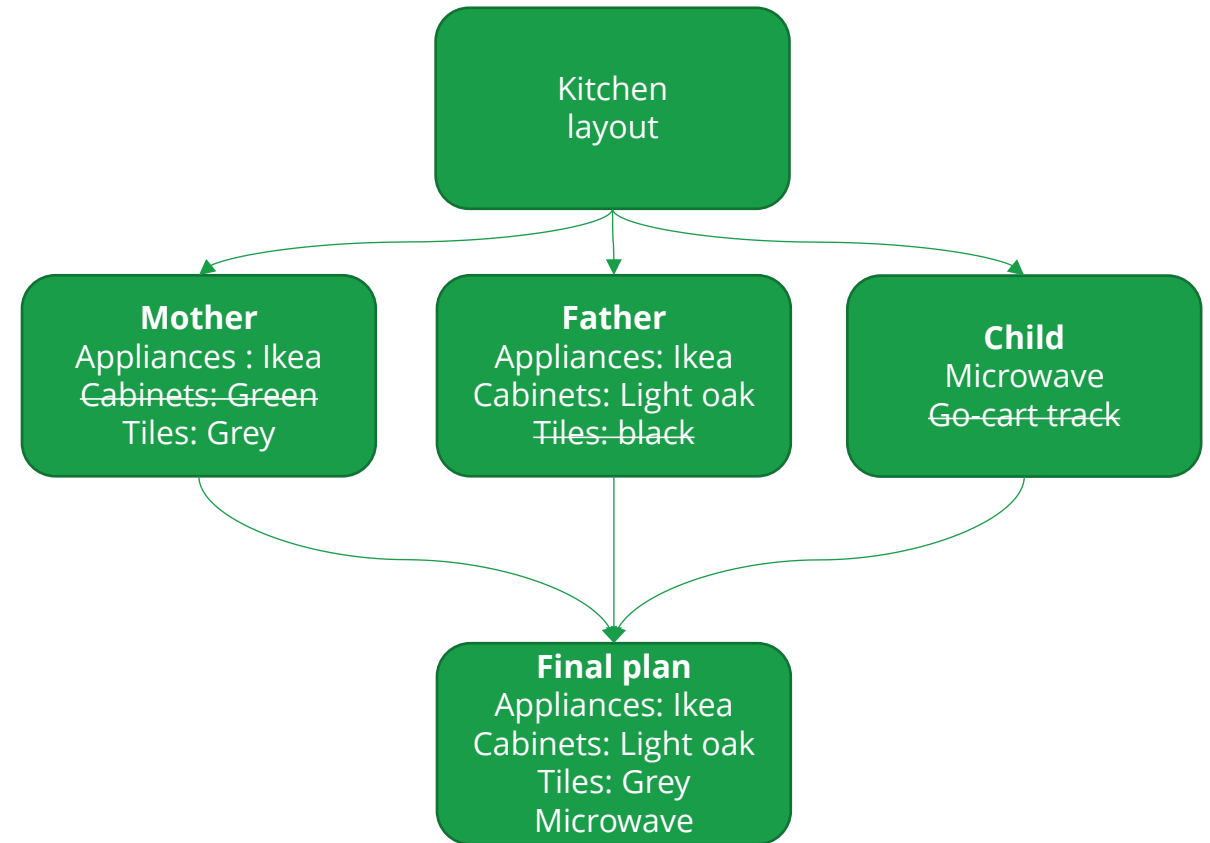 Kitchen
layout
Mother
Appliances : Ikea
Cabinets: Green
Tiles: Grey
Father
Appliances: Ikea
Cabinets: Light oak
Tiles: black
Child
Microwave
Go-cart track
Final plan
Appliances: Ikea
Cabinets: Light oak
Tiles: Grey
Microwave